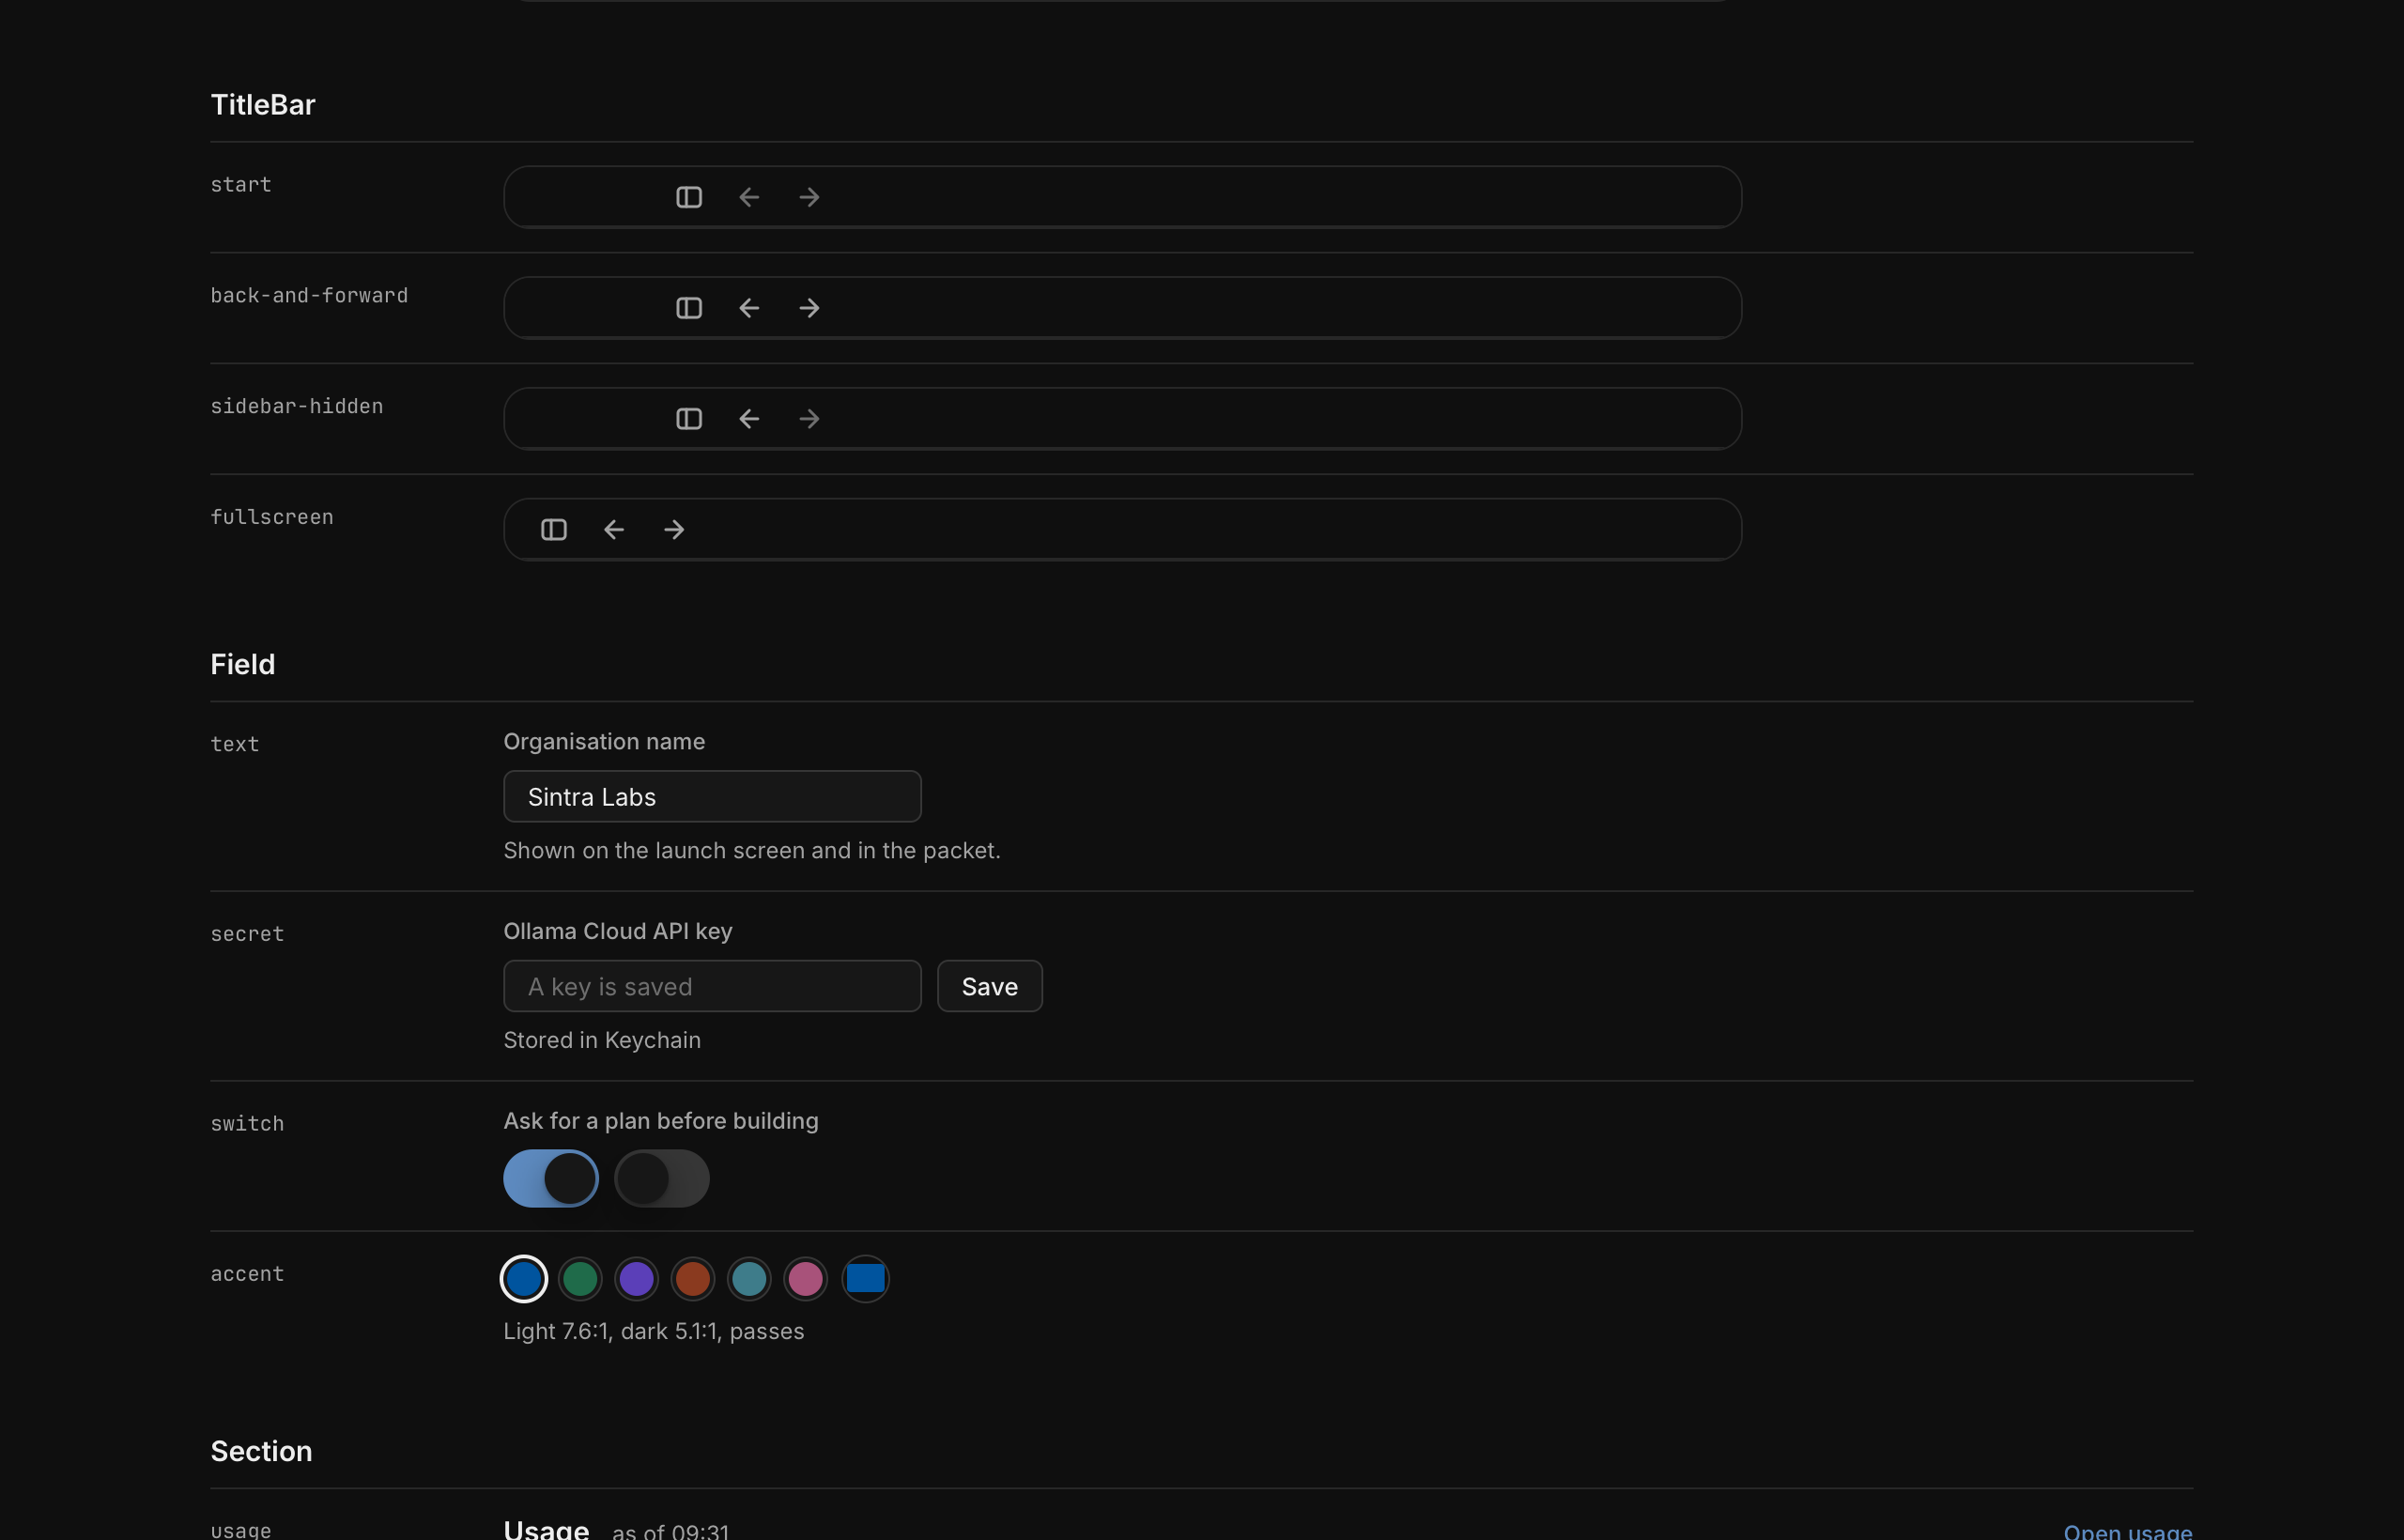 TitleBar
start
back-and-forward
sidebar-hidden
fullscreen
Field
text
Organisation name
Sintra Labs
Shown on the launch screen and in the packet.
secret
Ollama Cloud API key
A key is saved
Save
Stored in Keychain
switch
Ask for a plan before building
accent
Light 7.6:1, dark 5.1:1, passes
Section
usage
Usage as of 09:31
Open usage